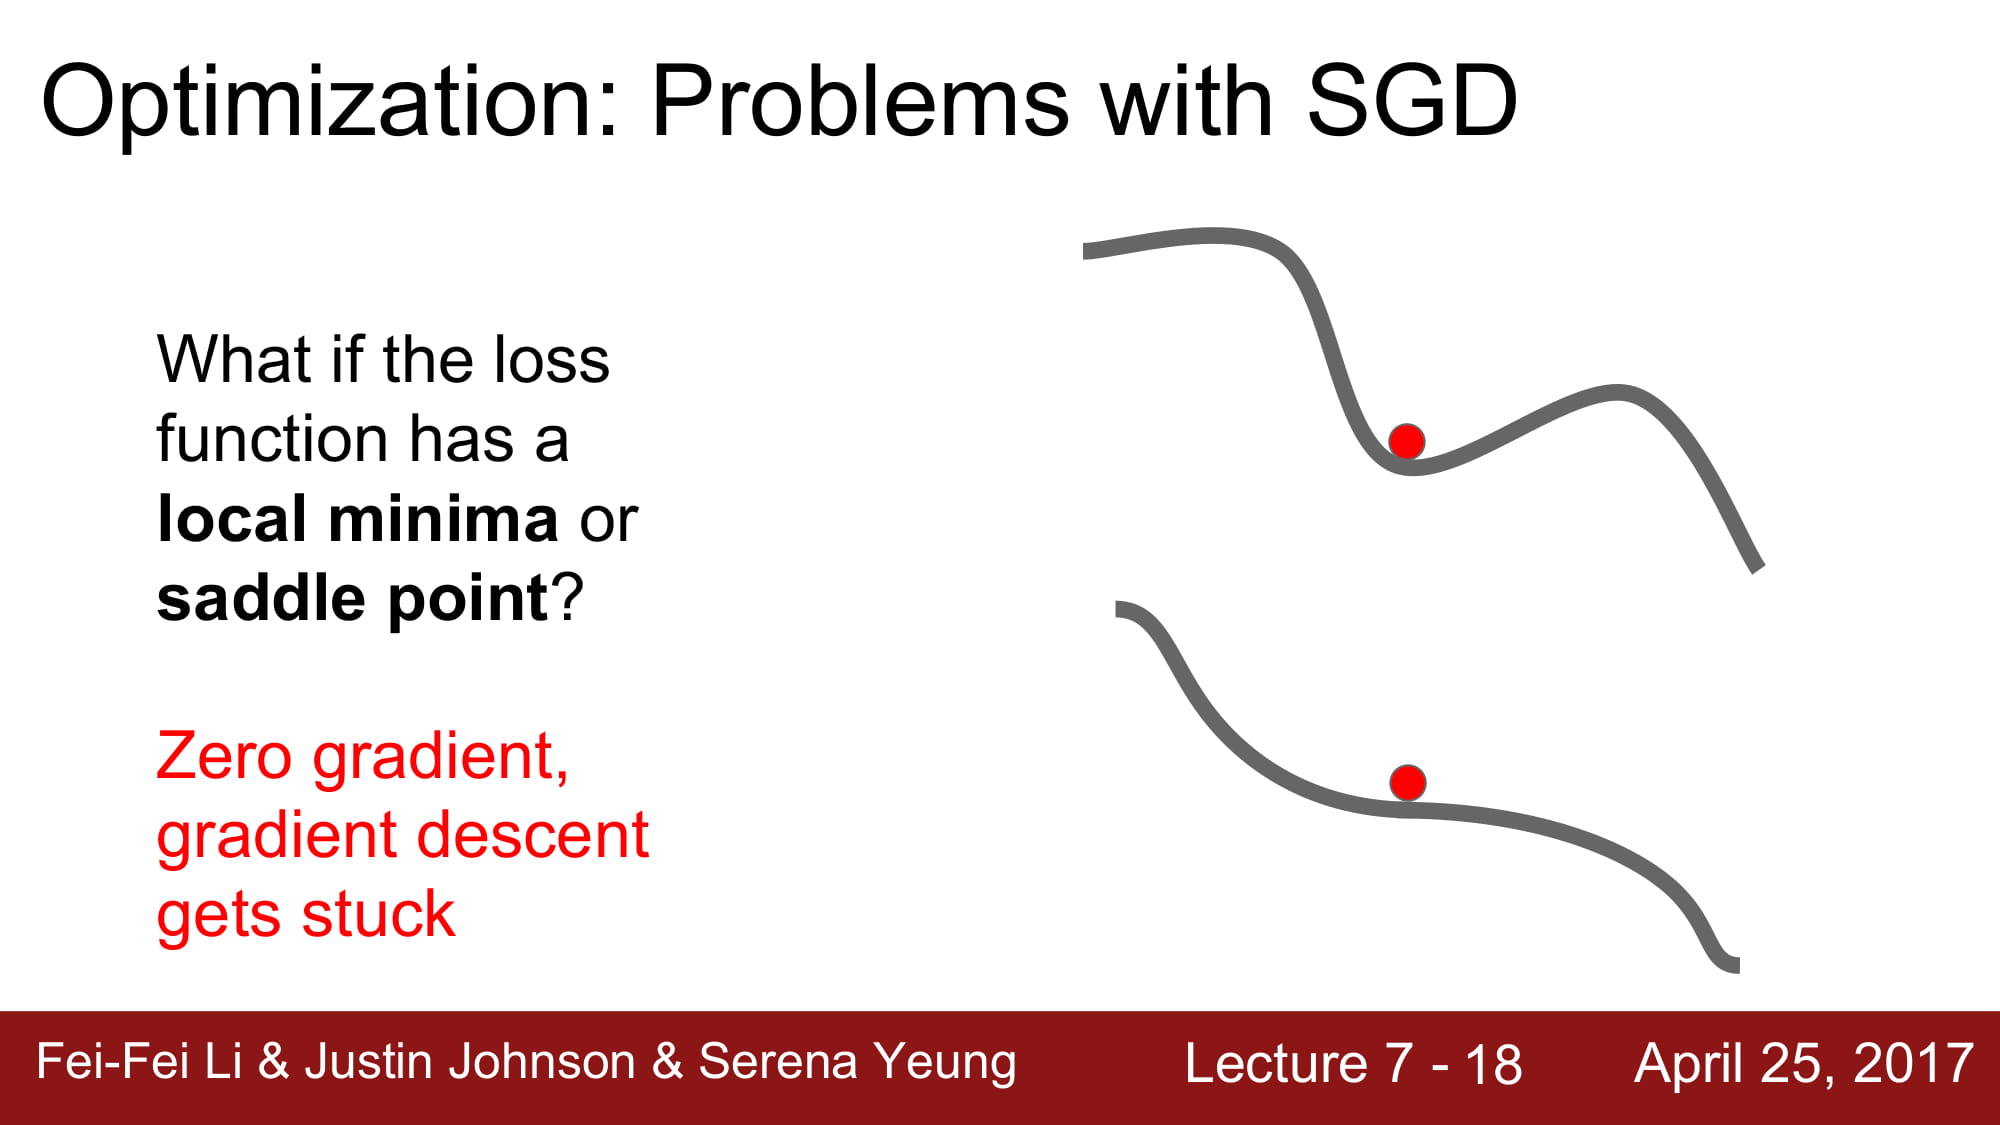 Optimization: Problems with SGD
What if the loss
function has a
local minima or
saddle point?
Zero gradient,
gradient descent
gets stuck
Fei-Fei Li & Justin Johnson & Serena Yeung
Lecture 7 - 18
April 25, 2017